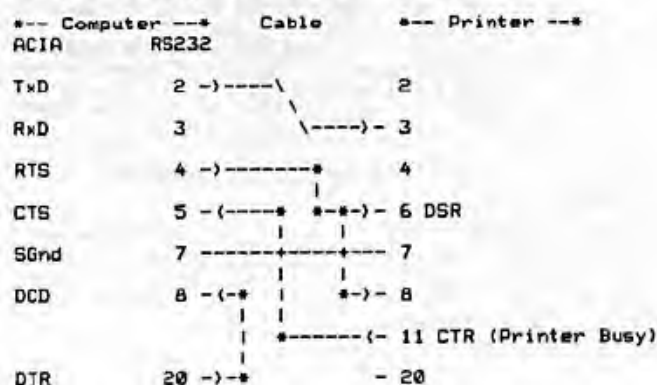 *-- Computer --* Cable *-- Printer --*
ACIA RS232
TxD 2 -)----\ 2
\
RxD 3 \----)- 3
RTS 4 -)-------* 4
|
CTS 5 -(----* *-*-)- 6 DSR
| |
SGnd 7 -------+---+--- 7
| |
DCD 8 -(-* | *-)- 8
| |
| *------(- 11 CTR (Printer Busy)
|
DTR 20 -)-* - 20